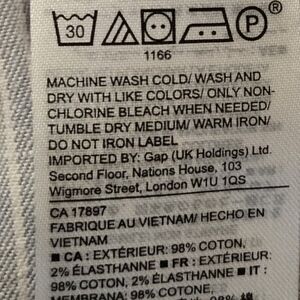 30 P ®
1166
MACHINE WASH COLD/ WASH AND
DRY WITH LIKE COLORS/ ONLY NON-
CHLORINE BLEACH WHEN NEEDED/
TUMBLE DRY MEDIUM/ WARM IRON/
DO NOT IRON LABEL
IMPORTED BY: Gap (UK Holdings) Ltd.
Second Floor, Nations House, 103
Wigmore Street, London W1U 1QS
CA 17897
FABRIQUE AU VIETNAM/ HECHO EN
VIETNAM
■ CA : EXTÉRIEUR: 98% COTON,
2% ÉLASTHANNE ■ FR : EXTÉRIEUR:
98% COTON, 2% ÉLASTHANNE ■ IT :
MEMBRANA: 98% COTONE,